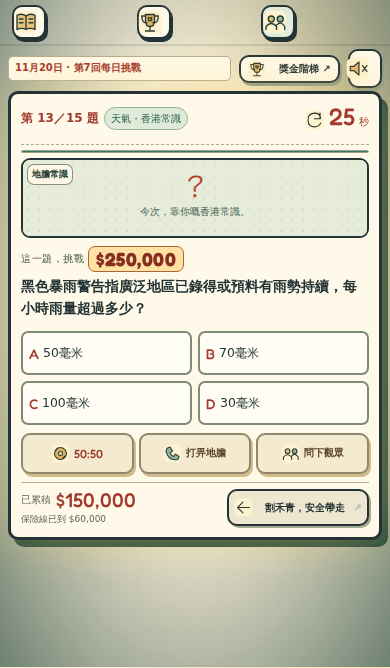 11月20日·第7回每日挑戰
獎金階梯 ↗
第 13／15 題
天氣·香港常識
25 秒
地膽常識
?
今次，靠你嘅香港常識。
這一題，挑戰 $250,000
黑色暴雨警告指廣泛地區已錄得或預料有雨勢持續，每
小時雨量超過多少？
A 50毫米
B 70毫米
C 100毫米
D 30毫米
50:50
打畀地膽
問下觀眾
已累積 $150,000
保險線已到 $60,000
割禾青，安全帶走 ↗